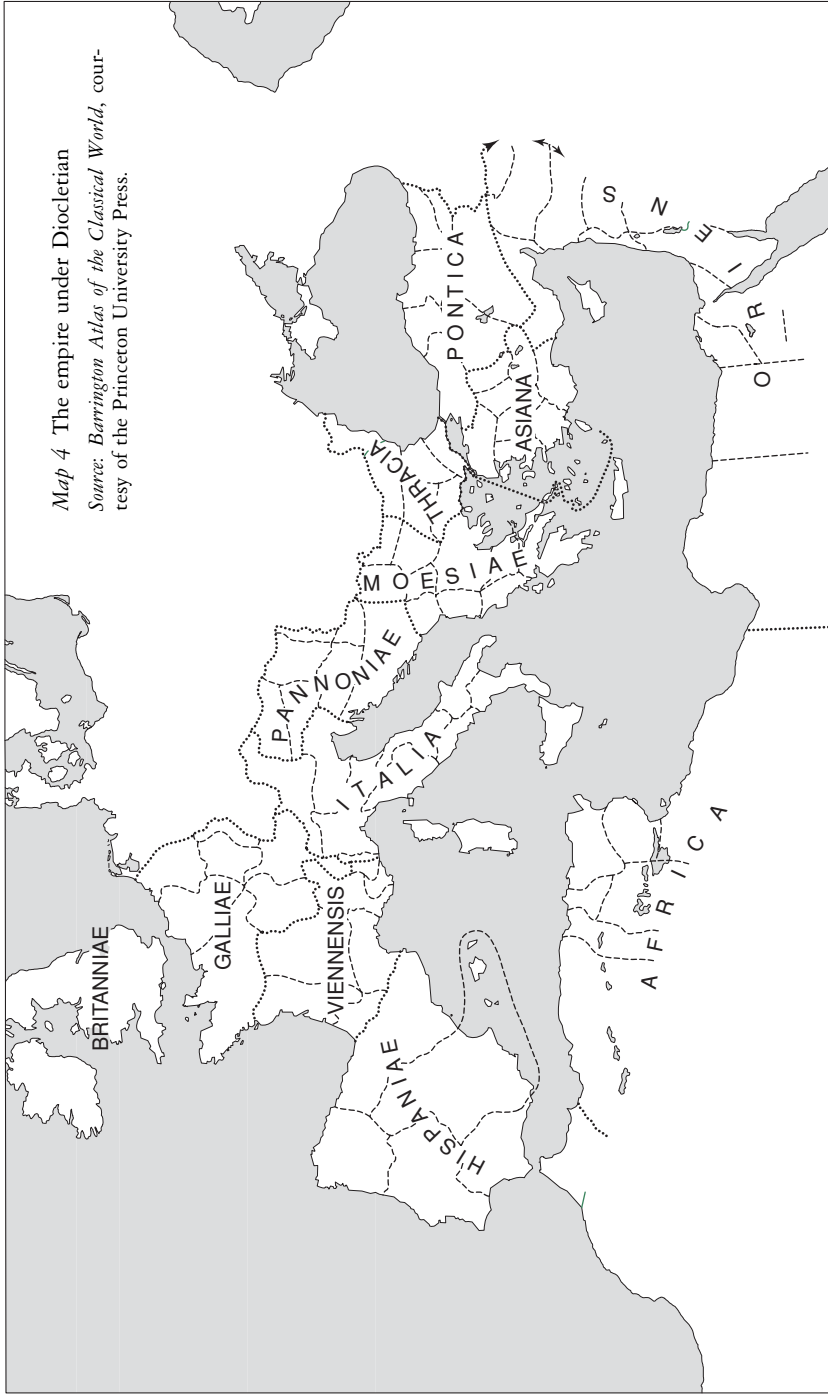 Map 4 The empire under Diocletian
Source: Barrington Atlas of the Classical World, cour-
tesy of the Princeton University Press.
BRITANNIAE
GALLIAE
VIENNENSIS
HISPANIAE
ITALIA
PANNONIAE
MOESIAE
THRACIA
PONTICA
ASIANA
ORIENS
AFRICA